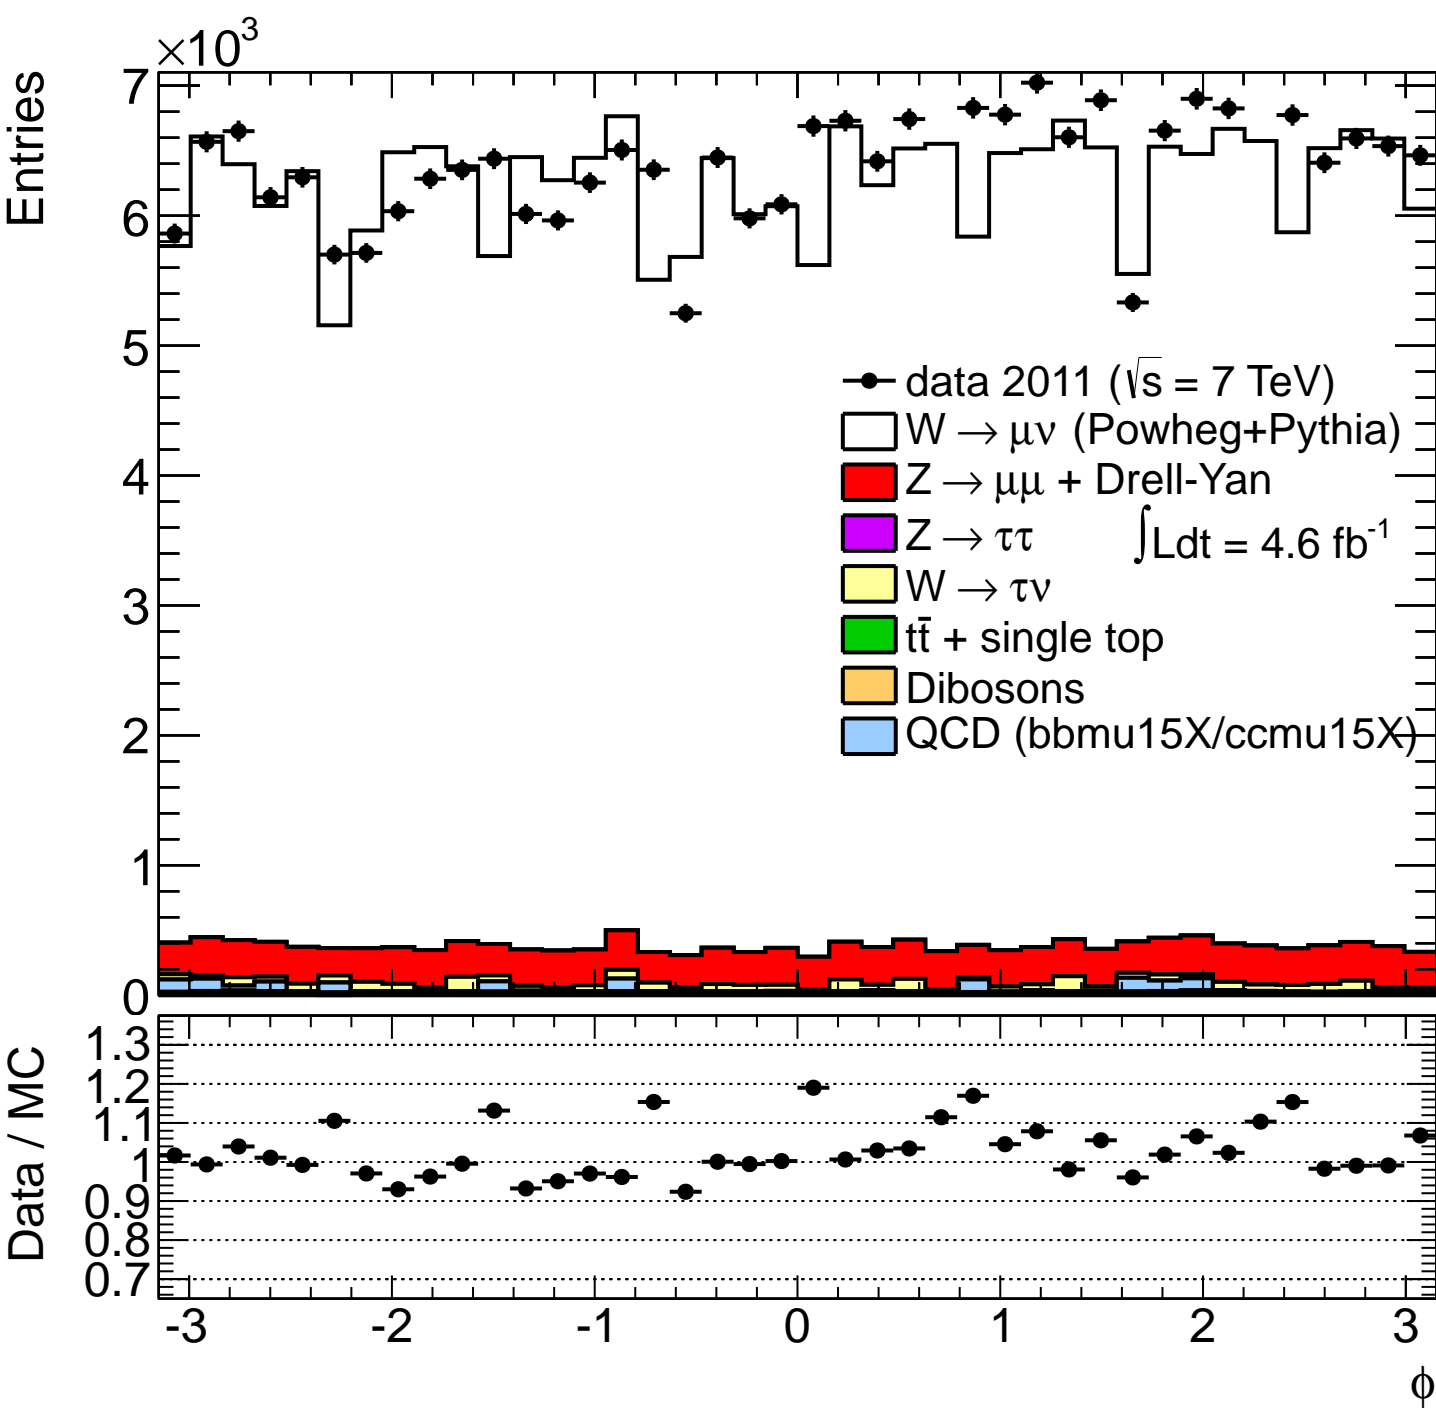 ×10³
Entries
7
6
5
4
3
2
1
0
data 2011 (√s = 7 TeV)
W → μν (Powheg+Pythia)
Z → μμ + Drell-Yan
Z → ττ
∫Ldt = 4.6 fb⁻¹
W → τν
tt̄ + single top
Dibosons
QCD (bbmu15X/ccmu15X)
Data / MC
1.3
1.2
1.1
1
0.9
0.8
0.7
-3 -2 -1 0 1 2 3
ϕ